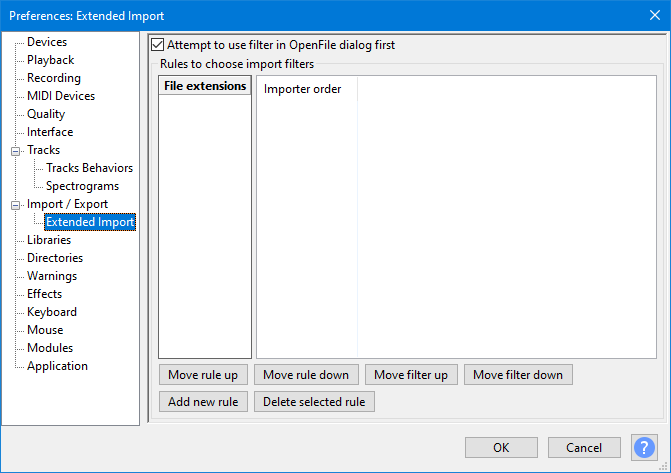 Preferences: Extended Import
Devices
Playback
Recording
MIDI Devices
Quality
Interface
Tracks
Tracks Behaviors
Spectrograms
Import / Export
Extended Import
Libraries
Directories
Warnings
Effects
Keyboard
Mouse
Modules
Application
Attempt to use filter in OpenFile dialog first
Rules to choose import filters
File extensions
Importer order
Move rule up
Move rule down
Move filter up
Move filter down
Add new rule
Delete selected rule
OK
Cancel
?